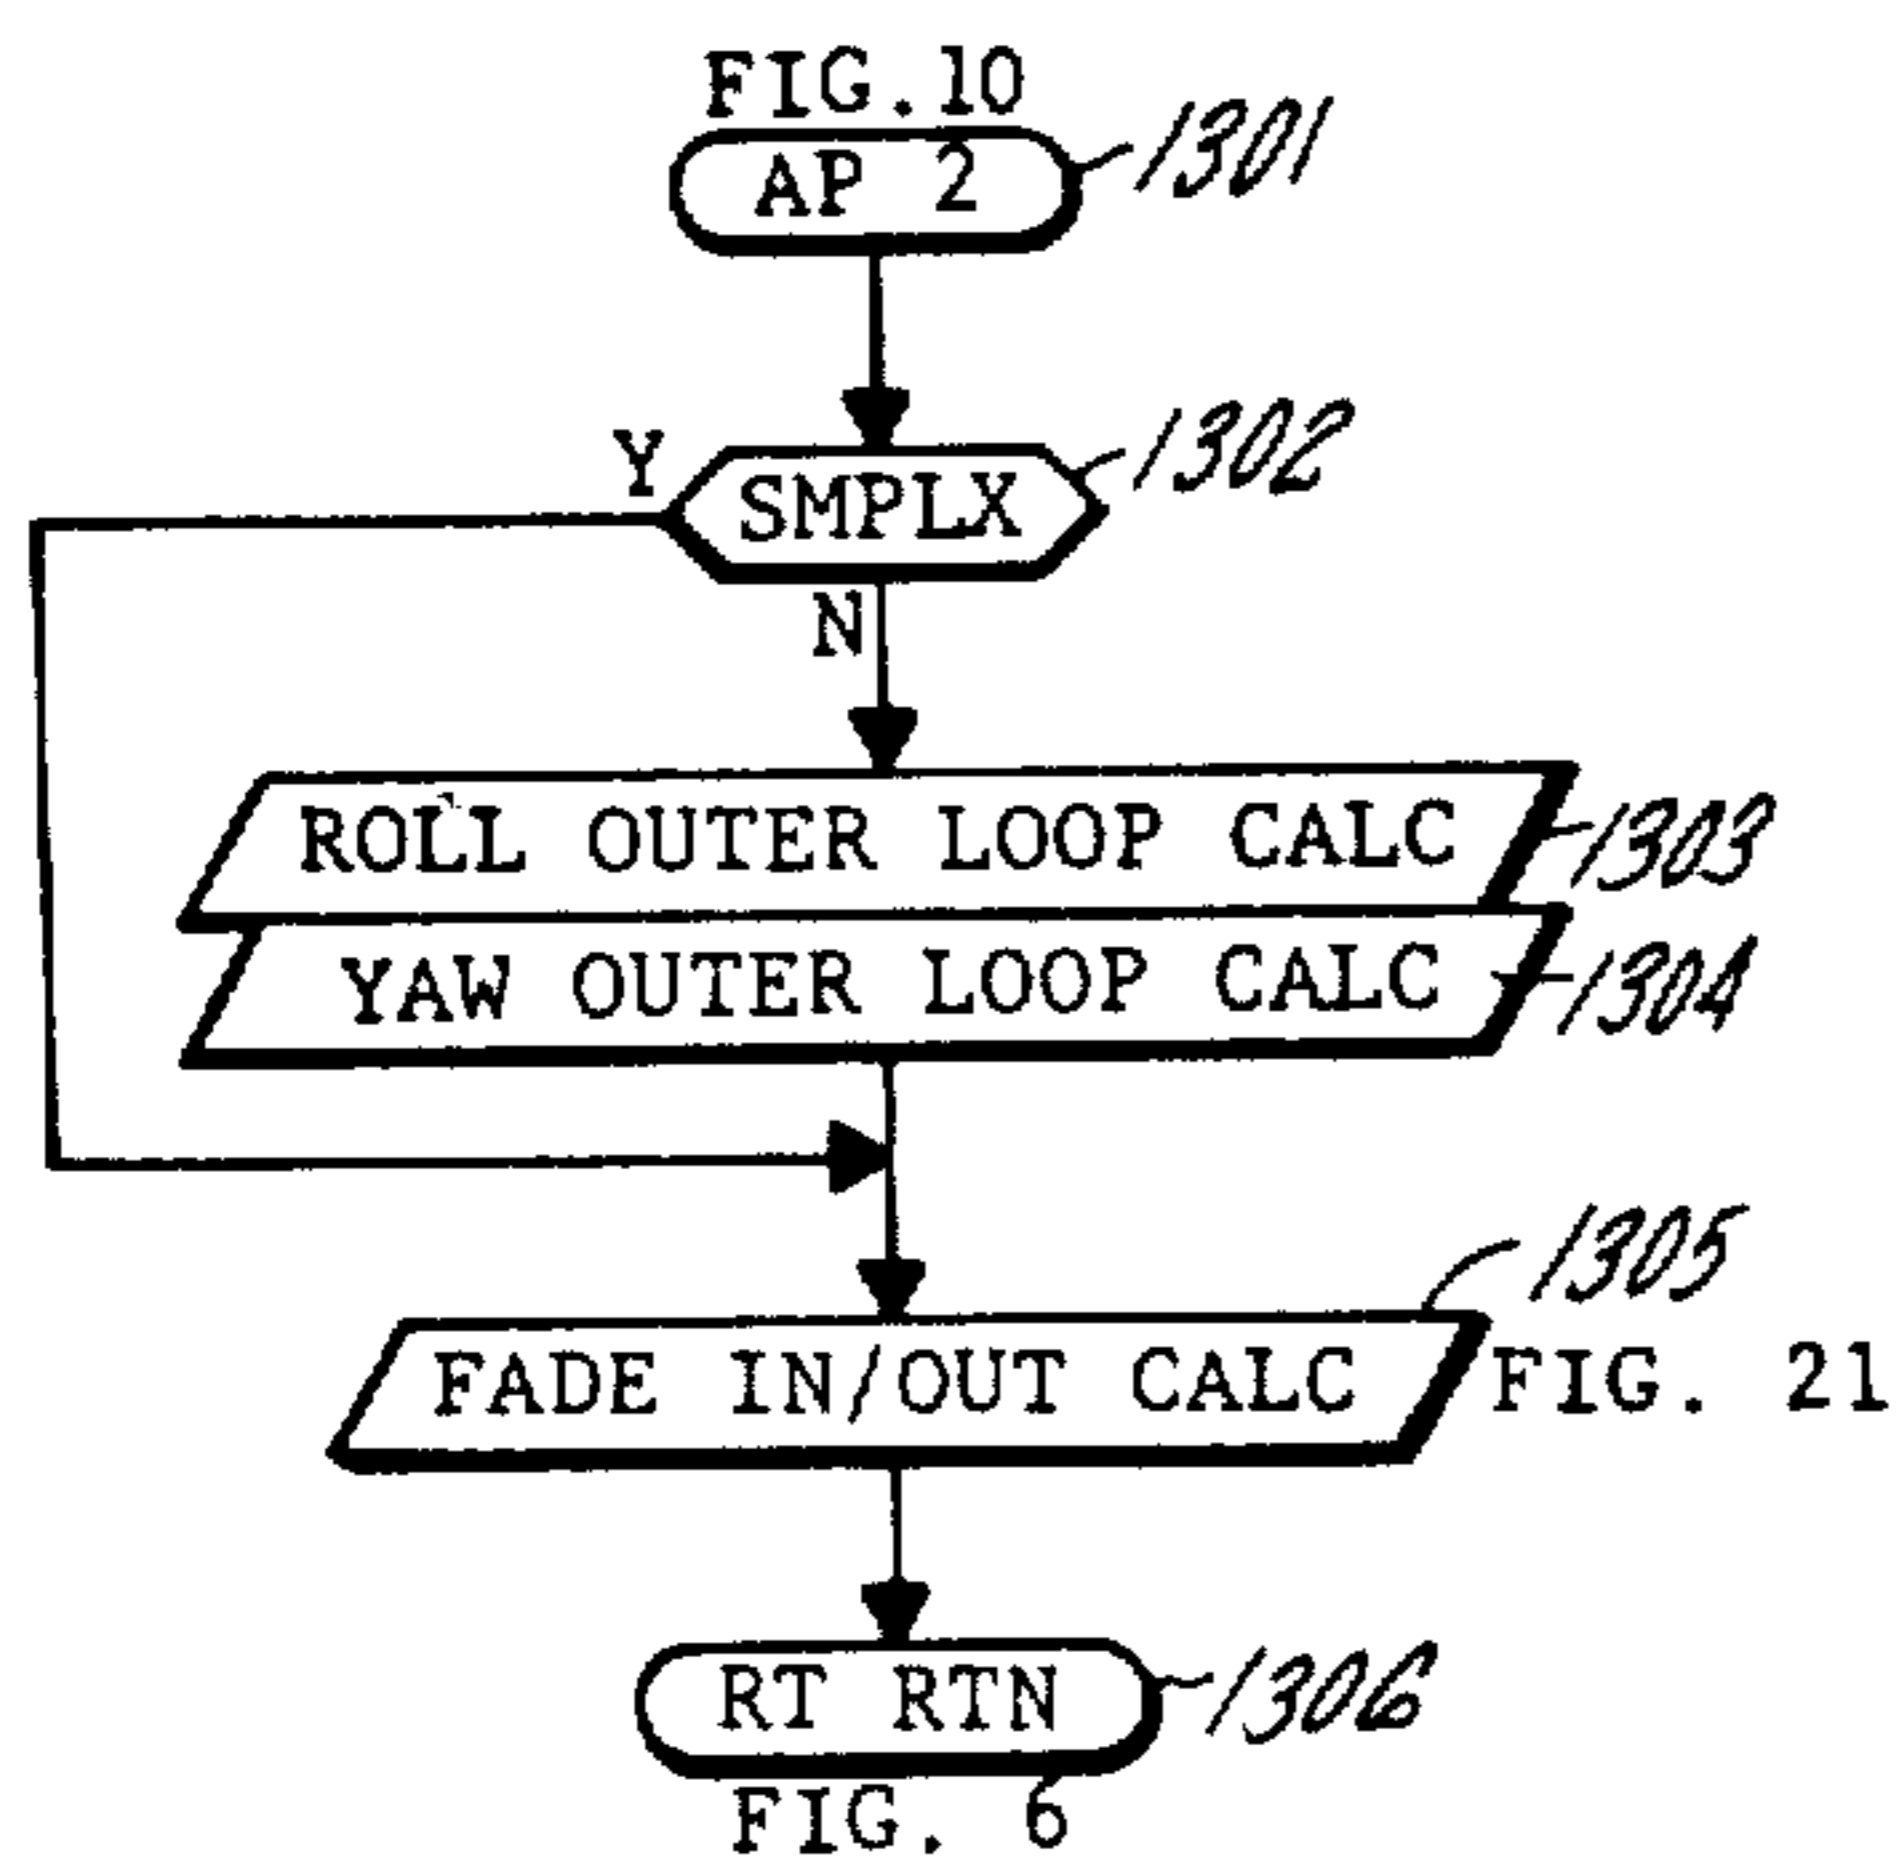 FIG.10
AP 2 1301
Y SMPLX 1302
N
ROLL OUTER LOOP CALC 1303
YAW OUTER LOOP CALC 1304
1305
FADE IN/OUT CALC FIG. 21
RT RTN 1306
FIG. 6